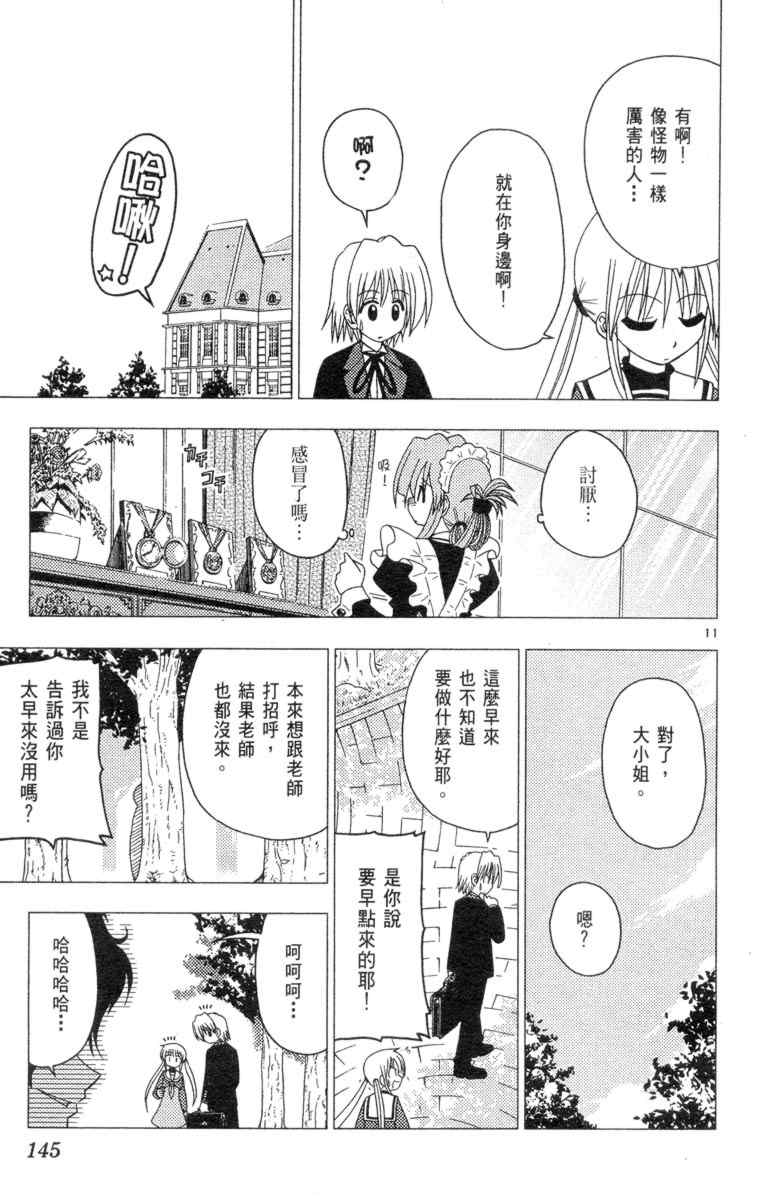 有啊！
像怪物一樣
厲害的人…
就在你身邊啊！
啊？
哈啾！
討厭…
吸！
感冒了嗎…
カチ
コチ
11
對了，
大小姐。
嗯？
這麼早來
也不知道
要做什麼好耶。
是你說
要早點來的耶！
本來想跟老師
打招呼，
結果老師
也都沒來。
我不是
告訴過你
太早來沒用嗎？
呵呵呵…
哈哈哈哈…
145